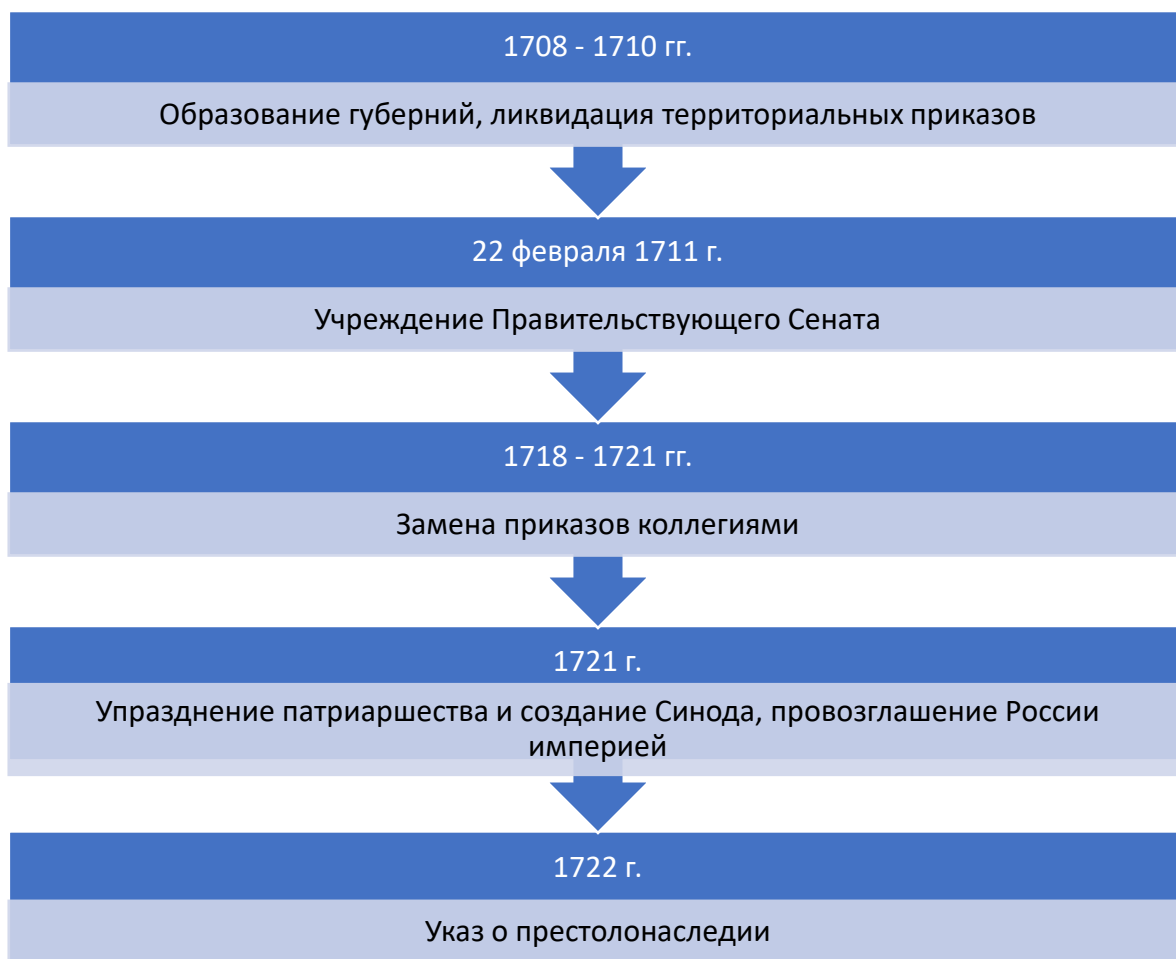 1708 - 1710 гг.
Образование губерний, ликвидация территориальных приказов
22 февраля 1711 г.
Учреждение Правительствующего Сената
1718 - 1721 гг.
Замена приказов коллегиями
1721 г.
Упразднение патриаршества и создание Синода, провозглашение России
империей
1722 г.
Указ о престолонаследии